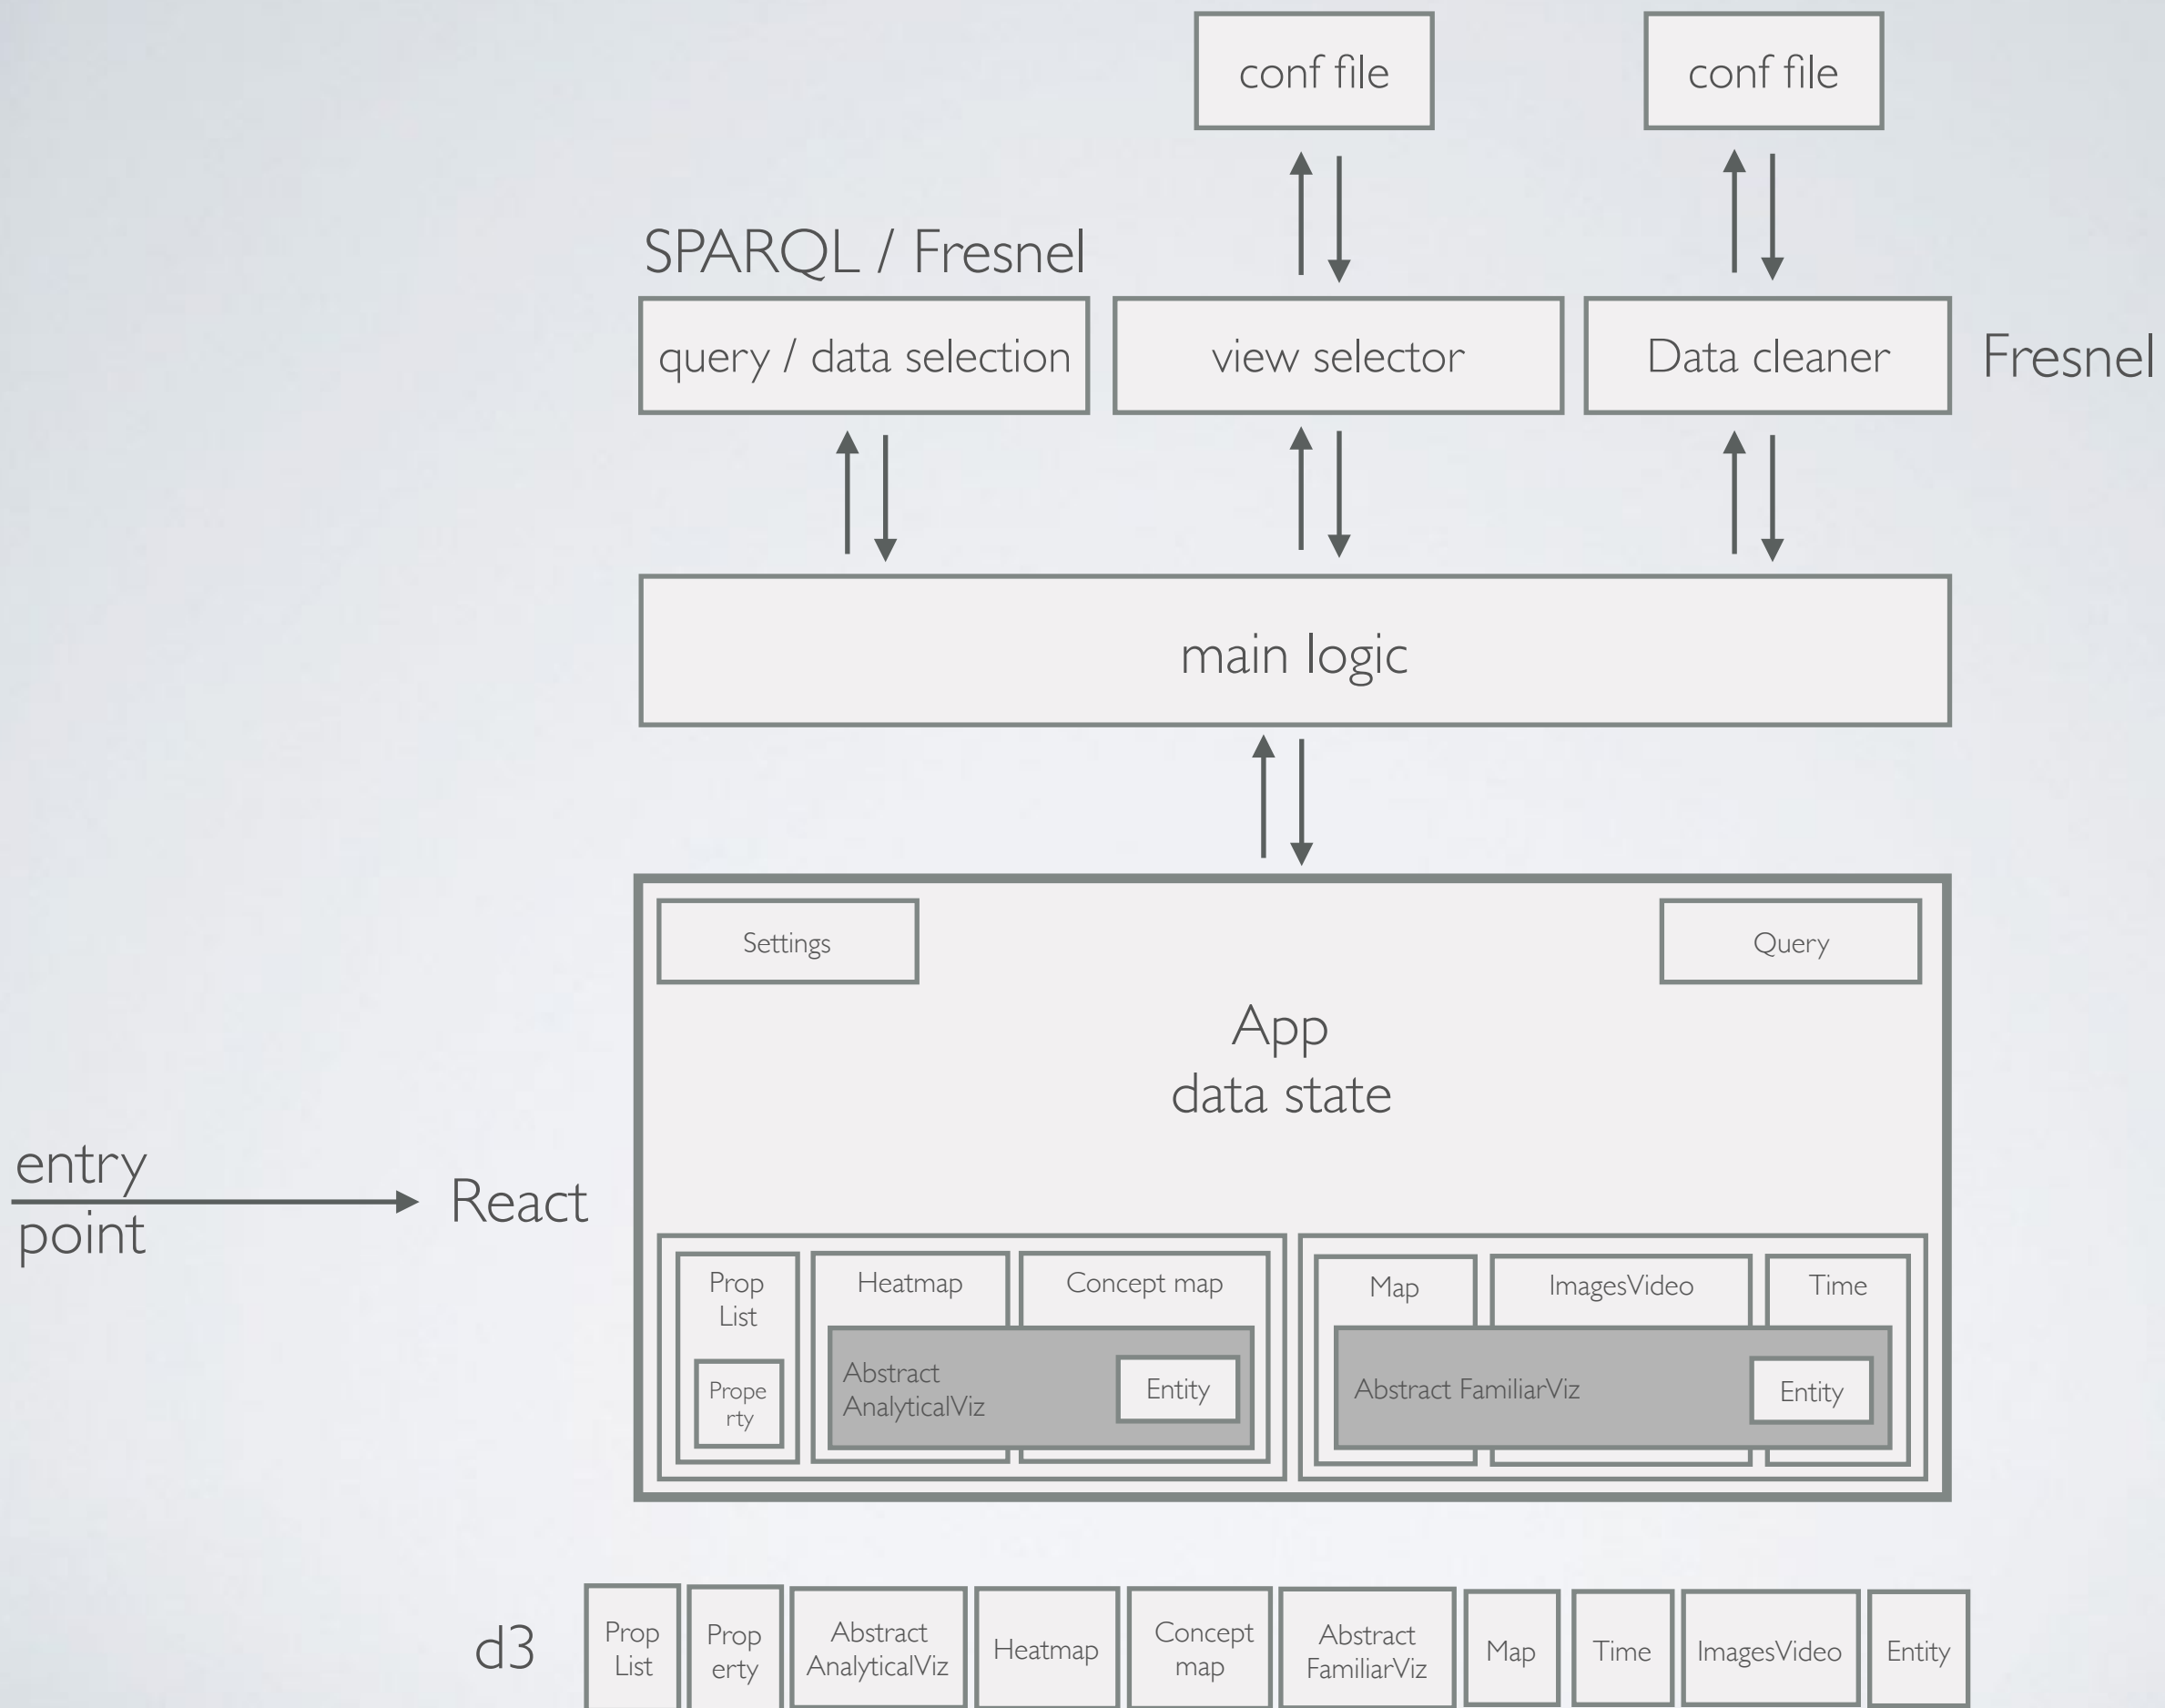 conf file
conf file
SPARQL / Fresnel
query / data selection
view selector
Data cleaner
Fresnel
main logic
Settings
Query
App
data state
entry
point
React
Prop
List
Prope
rty
Heatmap
Concept map
Abstract
AnalyticalViz
Entity
Map
ImagesVideo
Time
Abstract FamiliarViz
Entity
d3
Prop
List
Prop
erty
Abstract
AnalyticalViz
Heatmap
Concept
map
Abstract
FamiliarViz
Map
Time
ImagesVideo
Entity